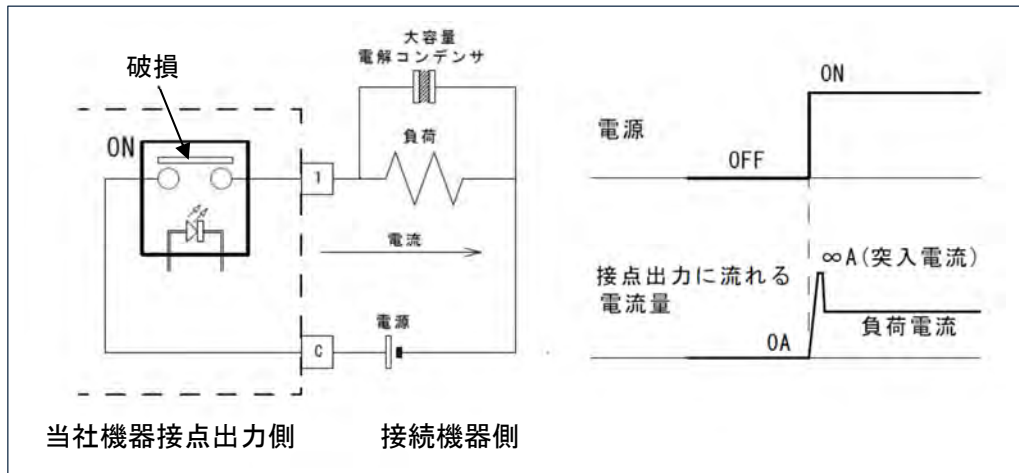 大容量
電解コンデンサ
破損
ON
負荷
1
電流
電源
C
当社機器接点出力側
接続機器側
ON
電源
OFF
∞A(突入電流)
接点出力に流れる
電流量
負荷電流
0A